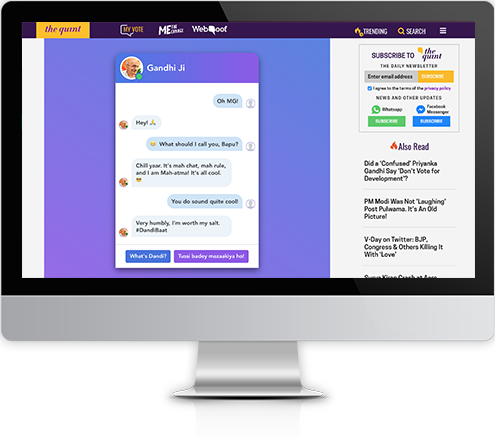 the quint
MY VOTE
ME THE CHANGE
WebQoof
TRENDING
SEARCH
Gandhi Ji
Oh MG!
Hey!
What should I call you, Bapu?
Chill yaar. It's mah chat, mah rule,
and I am Mah-atma! It's all cool.
You do sound quite cool!
Very humbly, I'm worth my salt.
#DandiBaat
What's Dandi?
Tussi badey mazaakiya ho!
SUBSCRIBE TO the quint
THE DAILY NEWSLETTER
Enter email address SUBSCRIBE
I agree to the terms of the privacy policy
NEWS AND OTHER UPDATES
Whatsapp
Facebook
Messenger
SUBSCRIBE SUBSCRIBE
Also Read
Did a 'Confused' Priyanka
Gandhi Say 'Don't Vote for
Development'?
PM Modi Was Not 'Laughing'
Post Pulwama. It's An Old
Picture!
V-Day on Twitter: BJP,
Congress & Others Killing It
With 'Love'